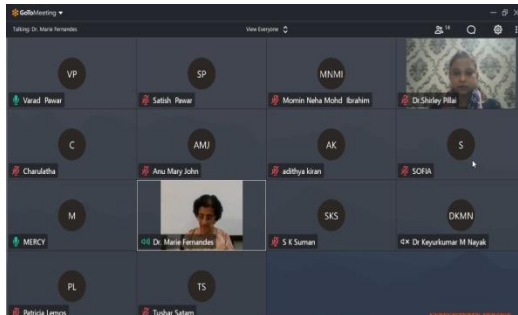 GoToMeeting
Talking: Dr. Marie Fernandes
View Everyone
14
VP
Varad Pawar
SP
Satish Pawar
MNMI
Momin Neha Mohd Ibrahim
Dr.Shirley Pillai
C
Charulatha
AMJ
Anu Mary John
AK
adithya kiran
S
SOFIA
M
MERCY
Dr. Marie Fernandes
SKS
S K Suman
DKMN
Dr Keyurkumar M Nayak
PL
Patricia Lemos
TS
Tushar Satam